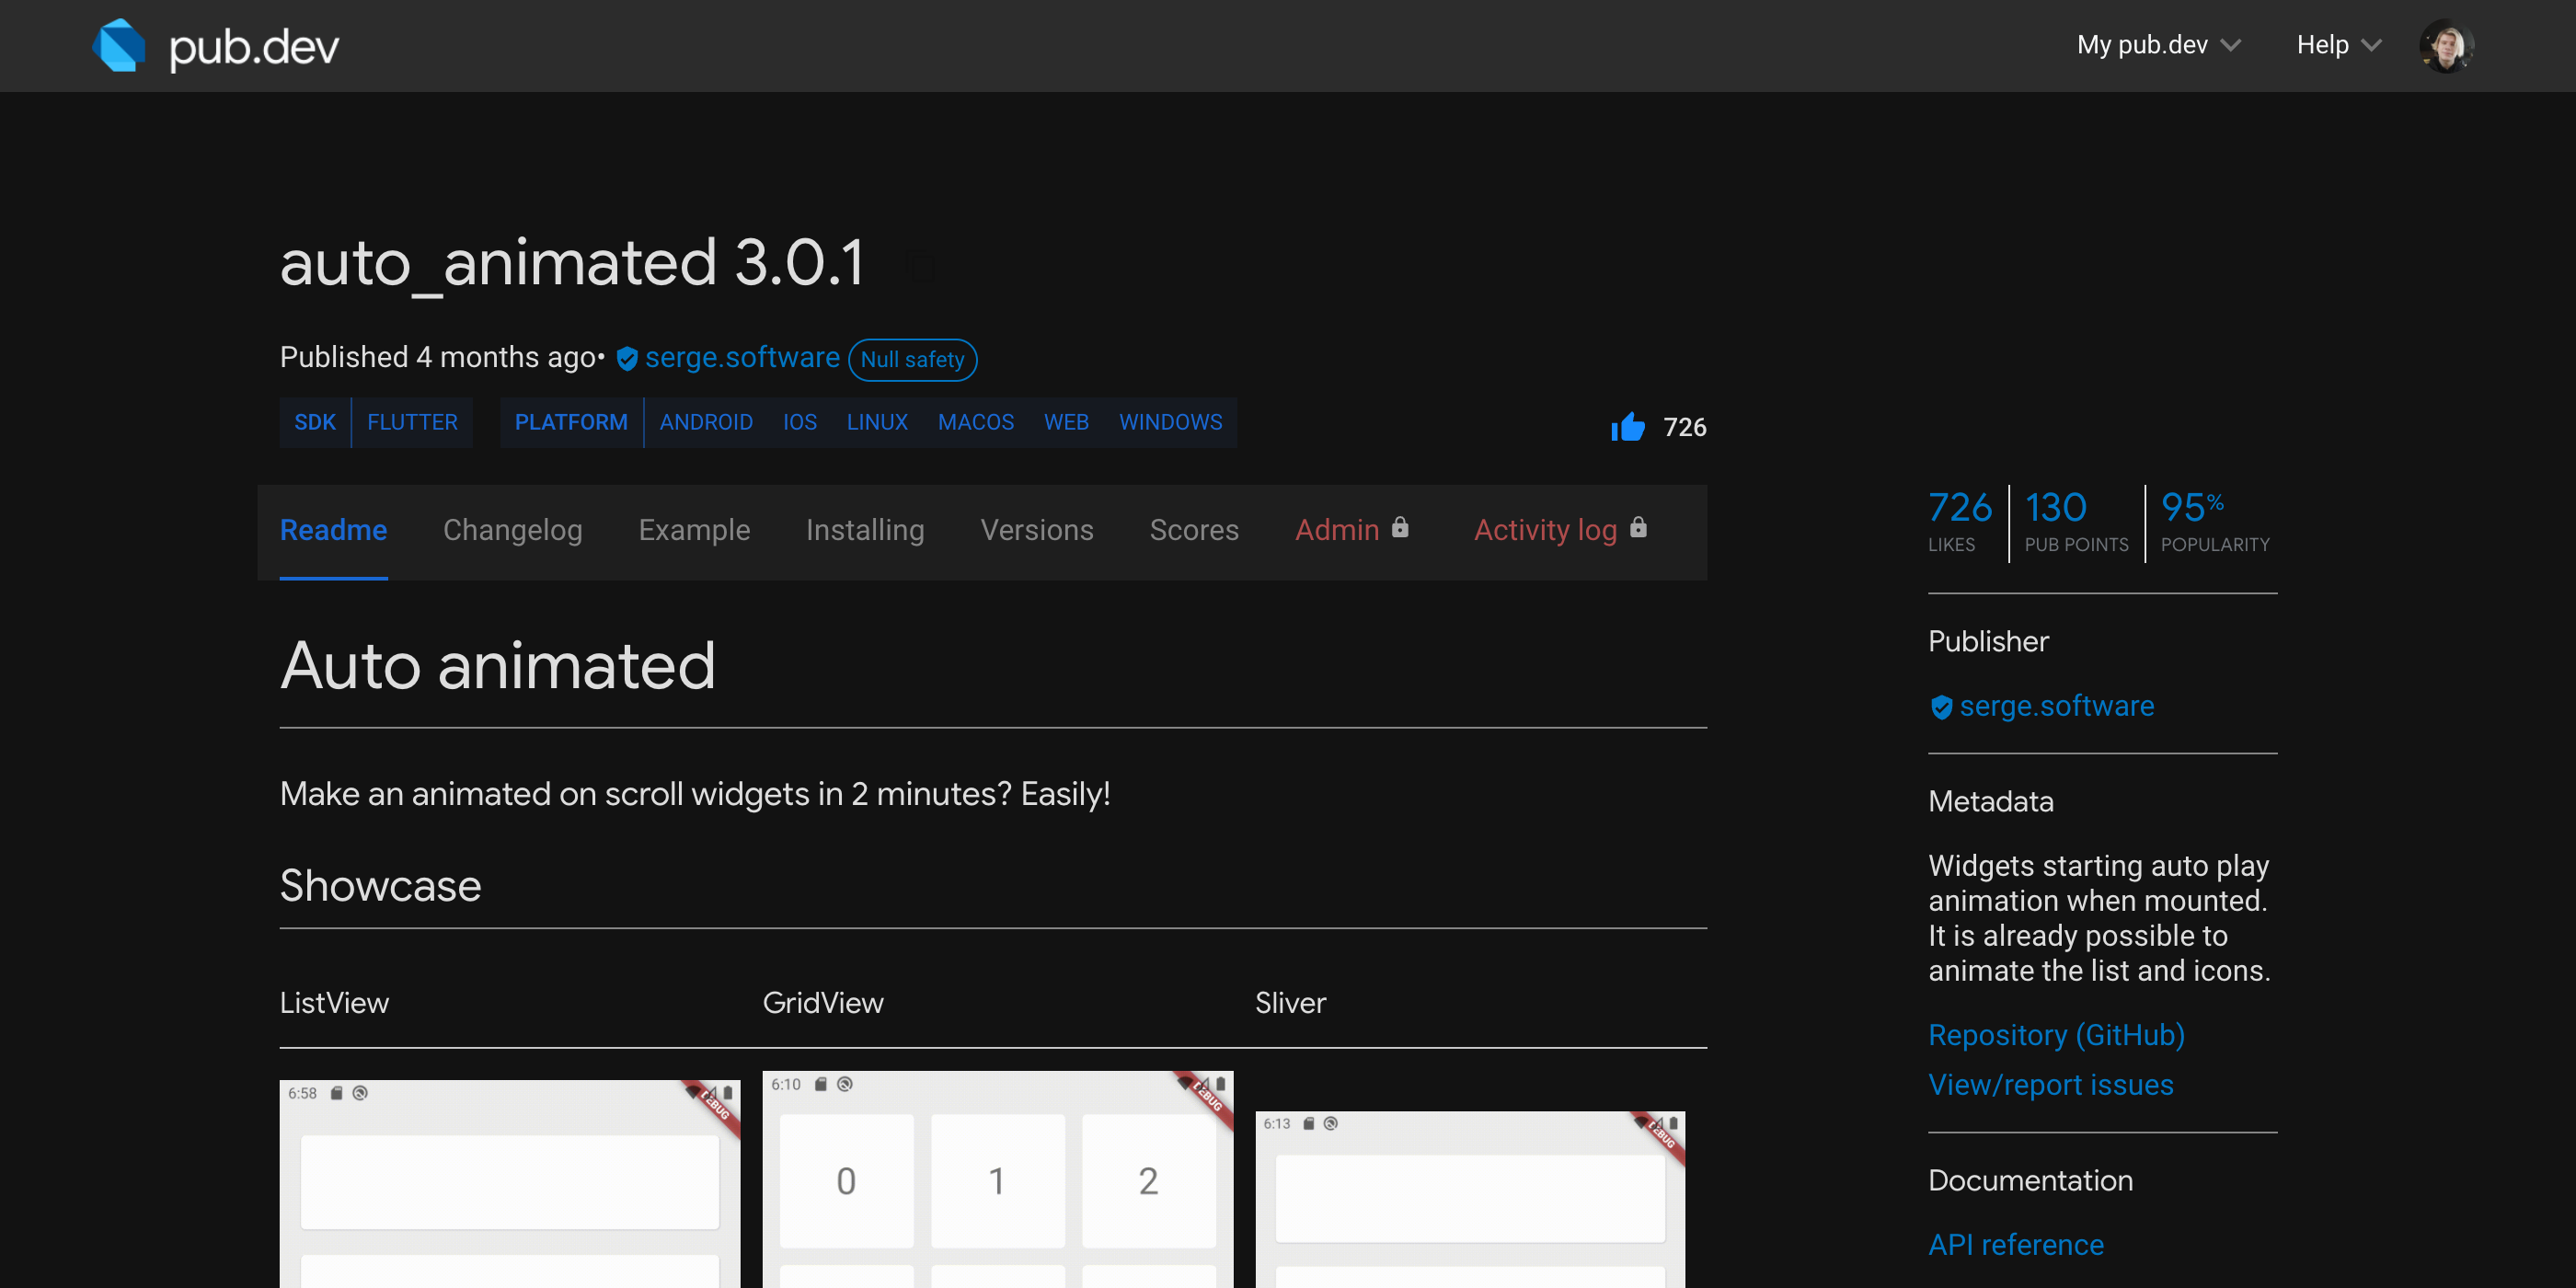 pub.dev
My pub.dev
Help
auto_animated 3.0.1
Published 4 months ago• serge.software Null safety
SDK FLUTTER PLATFORM ANDROID IOS LINUX MACOS WEB WINDOWS
726
Readme Changelog Example Installing Versions Scores Admin Activity log
Auto animated
Make an animated on scroll widgets in 2 minutes? Easily!
Showcase
ListView GridView Sliver
6:58 DEBUG
6:10 DEBUG
0 1 2
6:13 DEBUG
726 130 95%
LIKES PUB POINTS POPULARITY
Publisher
serge.software
Metadata
Widgets starting auto play
animation when mounted.
It is already possible to
animate the list and icons.
Repository (GitHub)
View/report issues
Documentation
API reference